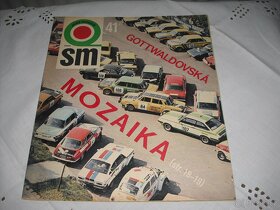 41
sm
GOTTWALDOVSKÁ
MOZAIKA
(str. 18-19)